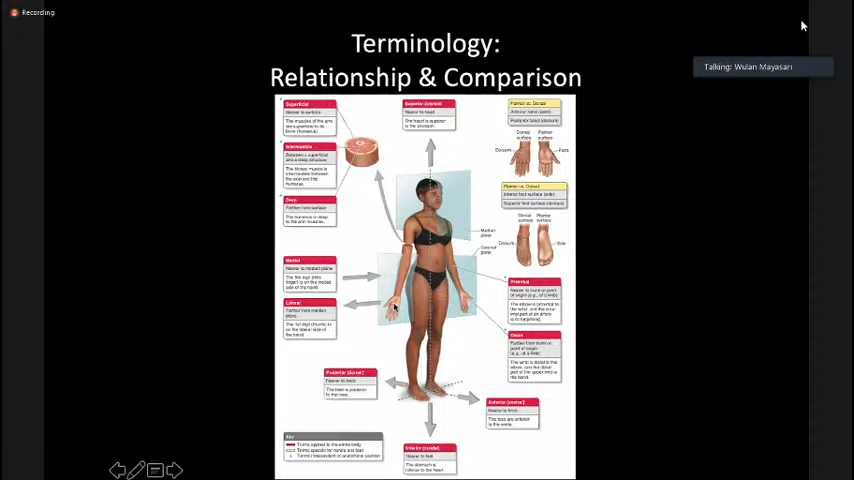 Recording
Talking: Wulan Mayasari
Terminology:
Relationship & Comparison
Superficial
Nearer to surface
The muscles of the arm
are superficial to its
bone (humerus).
Intermediate
Between a superficial
and a deep structure
The biceps muscle is
intermediate between
the skin and the
humerus.
Deep
Farther from surface
The humerus is deep
to the arm muscles.
Superior (cranial)
Nearer to head
The heart is superior
to the stomach.
Palmar vs. Dorsal
Anterior hand (palm)
Posterior hand (dorsum)
Dorsal
surface
Palmar
surface
Dorsum
Palm
Plantar vs. Dorsal
Inferior foot surface (sole)
Superior foot surface (dorsum)
Dorsal
surface
Plantar
surface
Dorsum
Sole
Median
plane
Coronal
plane
Medial
Nearer to median plane
The 5th digit (little
finger) is on the medial
side of the hand.
Lateral
Farther from median
plane
The 1st digit (thumb) is
on the lateral side of
the hand.
Proximal
Nearer to trunk or point
of origin (e.g., of a limb)
The elbow is proximal to
the wrist, and the prox-
imal part of an artery
is its beginning.
Distal
Farther from trunk or
point of origin
(e.g., of a limb)
The wrist is distal to the
elbow, and the distal
part of the upper limb is
the hand.
Posterior (dorsal)
Nearer to back
The heel is posterior
to the toes.
Anterior (ventral)
Nearer to front
The toes are anterior
to the ankle.
Inferior (caudal)
Nearer to feet
The stomach is
inferior to the heart.
Key
Terms applied to the entire body
Terms specific for hands and feet
Terms independent of anatomical position